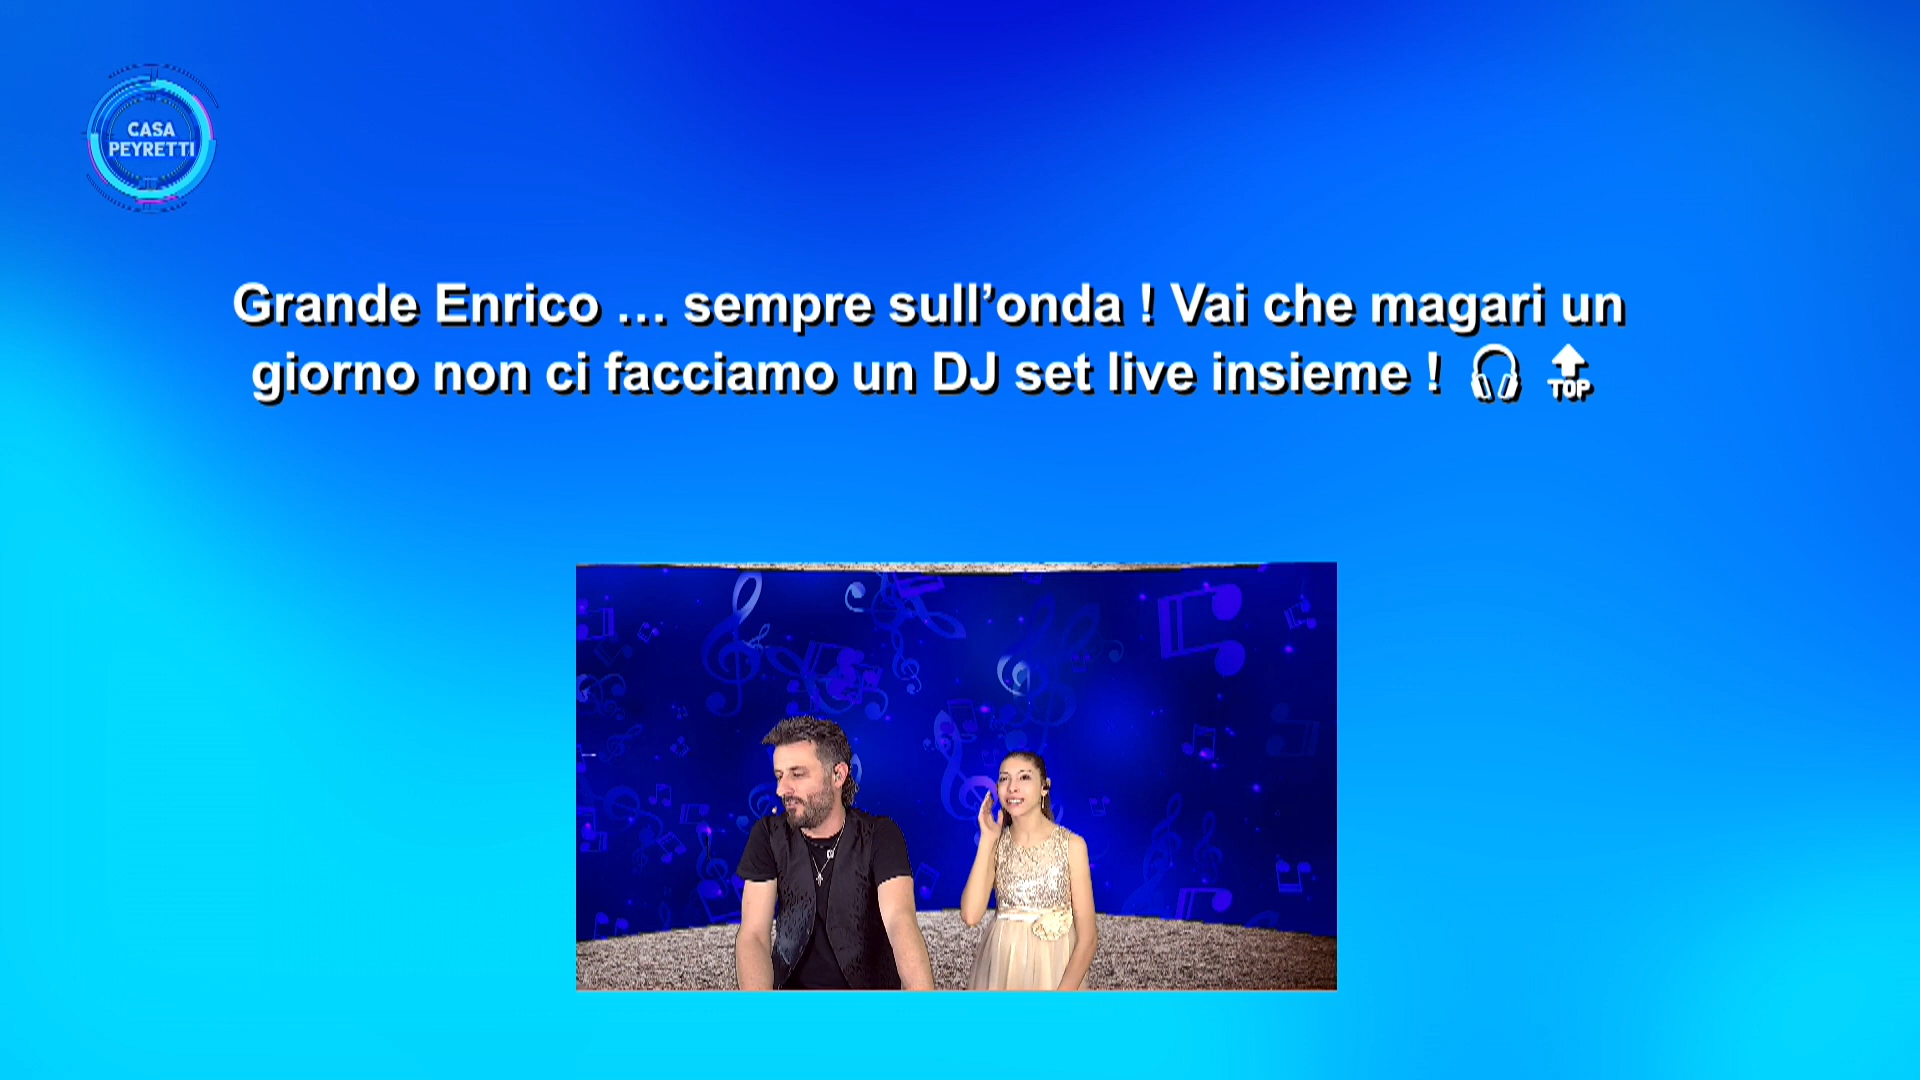 CASA
PEYRETTI
Grande Enrico … sempre sull’onda ! Vai che magari un
giorno non ci facciamo un DJ set live insieme ! 🎧 🔝